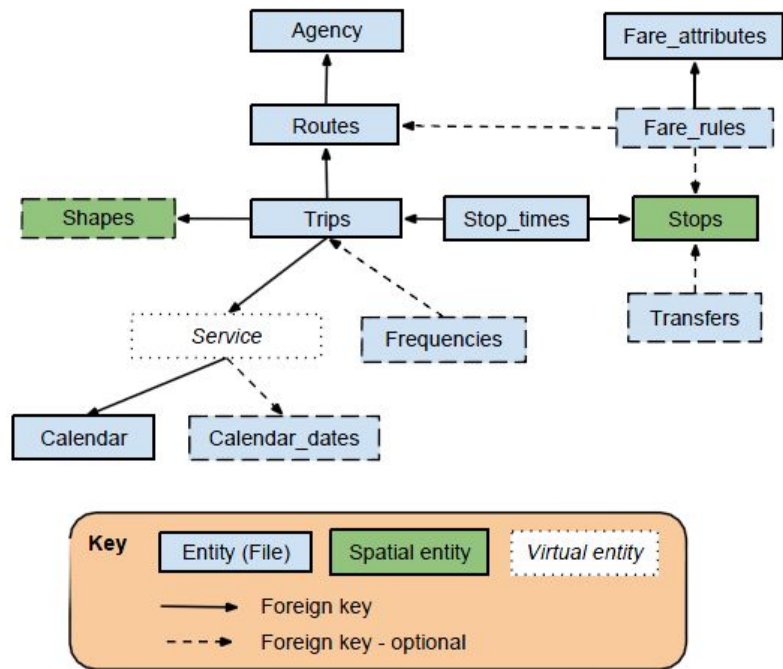 Agency
Fare_attributes
Routes
Fare_rules
Shapes
Trips
Stop_times
Stops
Service
Frequencies
Transfers
Calendar
Calendar_dates
Key
Entity (File)
Spatial entity
Virtual entity
Foreign key
Foreign key - optional